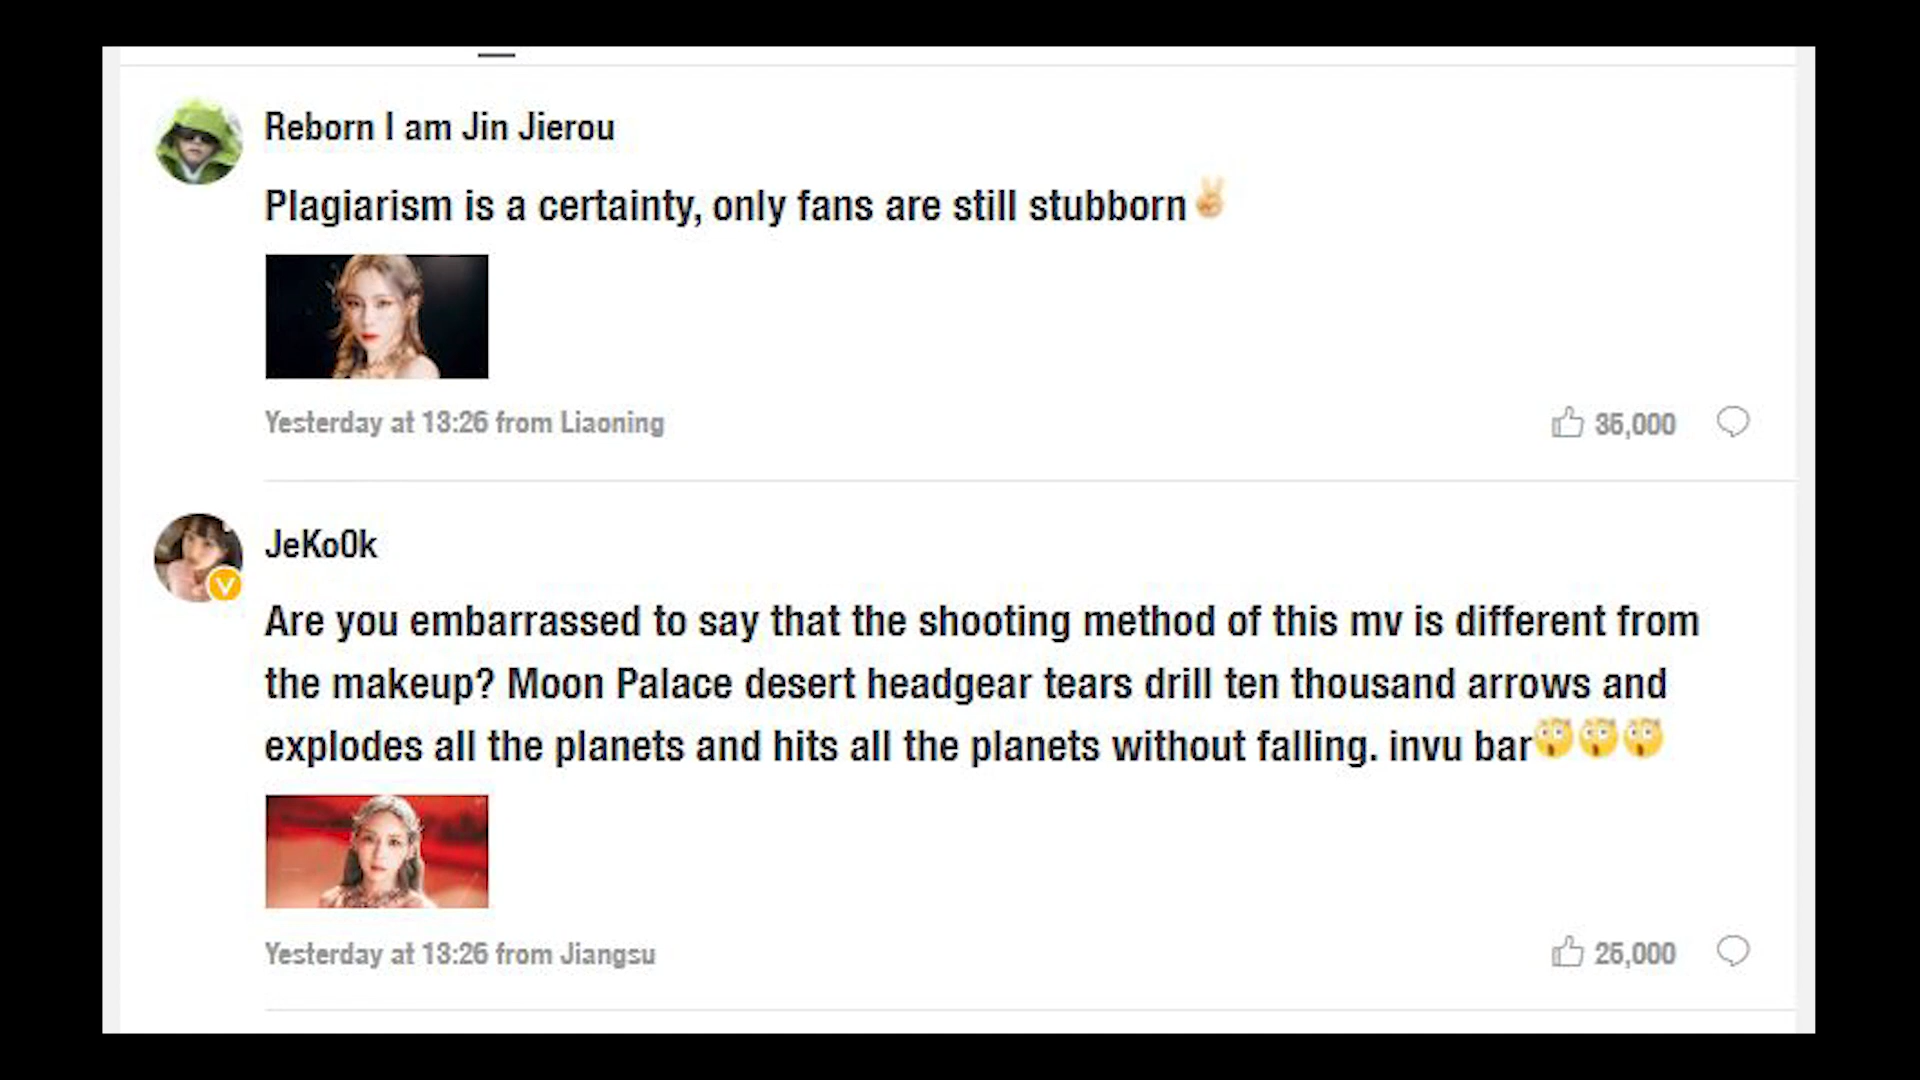 Reborn I am Jin Jierou
Plagiarism is a certainty, only fans are still stubborn✌
Yesterday at 13:26 from Liaoning
35,000
JeKo0k
V
Are you embarrassed to say that the shooting method of this mv is different from
the makeup? Moon Palace desert headgear tears drill ten thousand arrows and
explodes all the planets and hits all the planets without falling. invu bar
Yesterday at 13:26 from Jiangsu
25,000